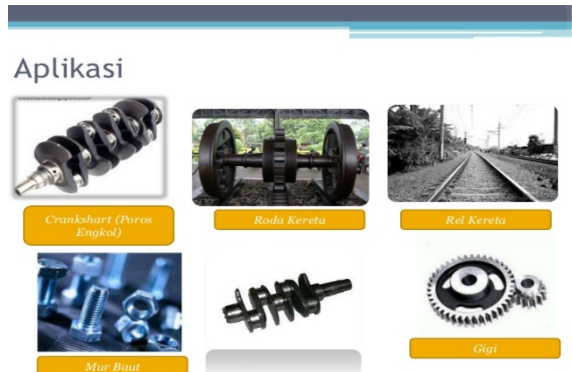 Aplikasi
Crankshart (Poros
Engkol)
Roda Kereta
Rel Kereta
Mur Baut
Gigi